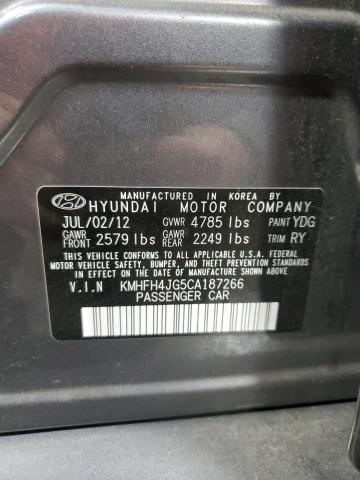 MANUFACTURED IN KOREA BY
HYUNDAI MOTOR COMPANY
JUL/02/12 GVWR 4785 lbs PAINT YDG
GAWR FRONT 2579 lbs GAWR REAR 2249 lbs TRIM RY
THIS VEHICLE CONFORMS TO ALL APPLICABLE U.S.A. FEDERAL
MOTOR VEHICLE SAFETY, BUMPER, AND THEFT PREVENTION
STANDARDS IN EFFECT ON THE DATE OF MANUFACTURE SHOWN ABOVE.
V.I.N KMHFH4JG5CA187266
PASSENGER CAR